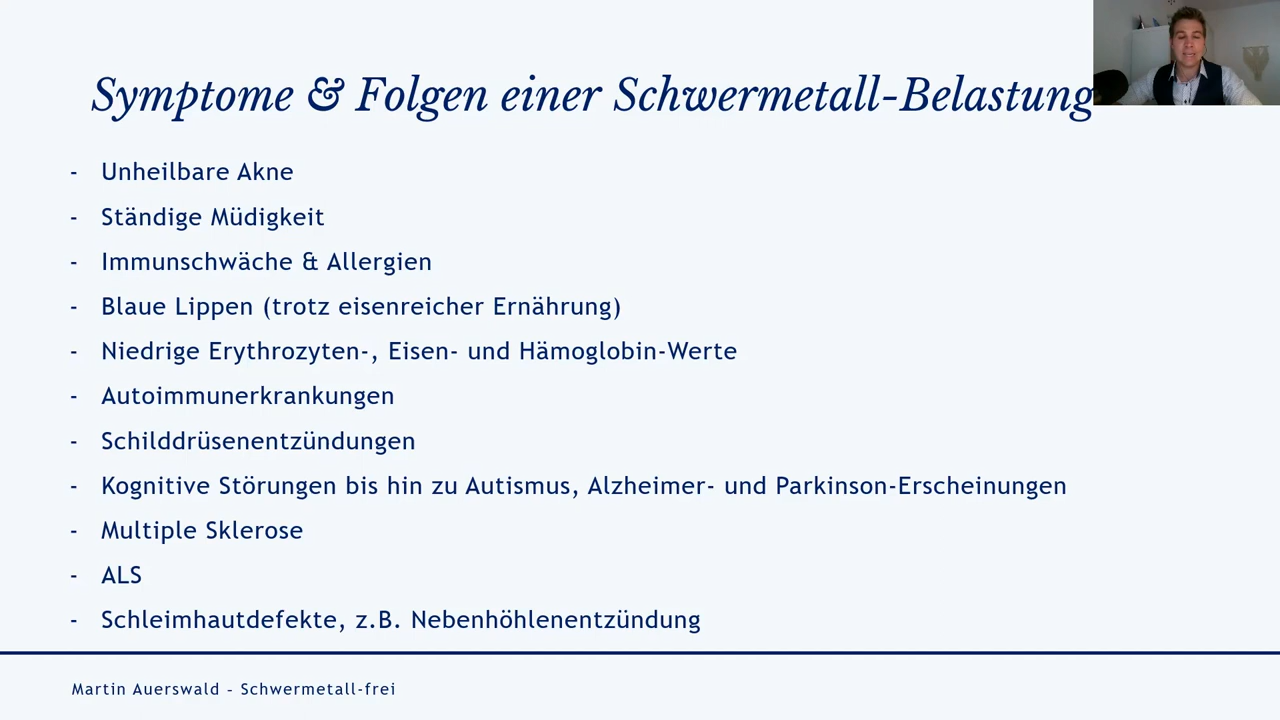 Symptome & Folgen einer Schwermetall-Belastung
- Unheilbare Akne
- Ständige Müdigkeit
- Immunschwäche & Allergien
- Blaue Lippen (trotz eisenreicher Ernährung)
- Niedrige Erythrozyten-, Eisen- und Hämoglobin-Werte
- Autoimmunerkrankungen
- Schilddrüsenentzündungen
- Kognitive Störungen bis hin zu Autismus, Alzheimer- und Parkinson-Erscheinungen
- Multiple Sklerose
- ALS
- Schleimhautdefekte, z.B. Nebenhöhlenentzündung
Martin Auerswald - Schwermetall-frei